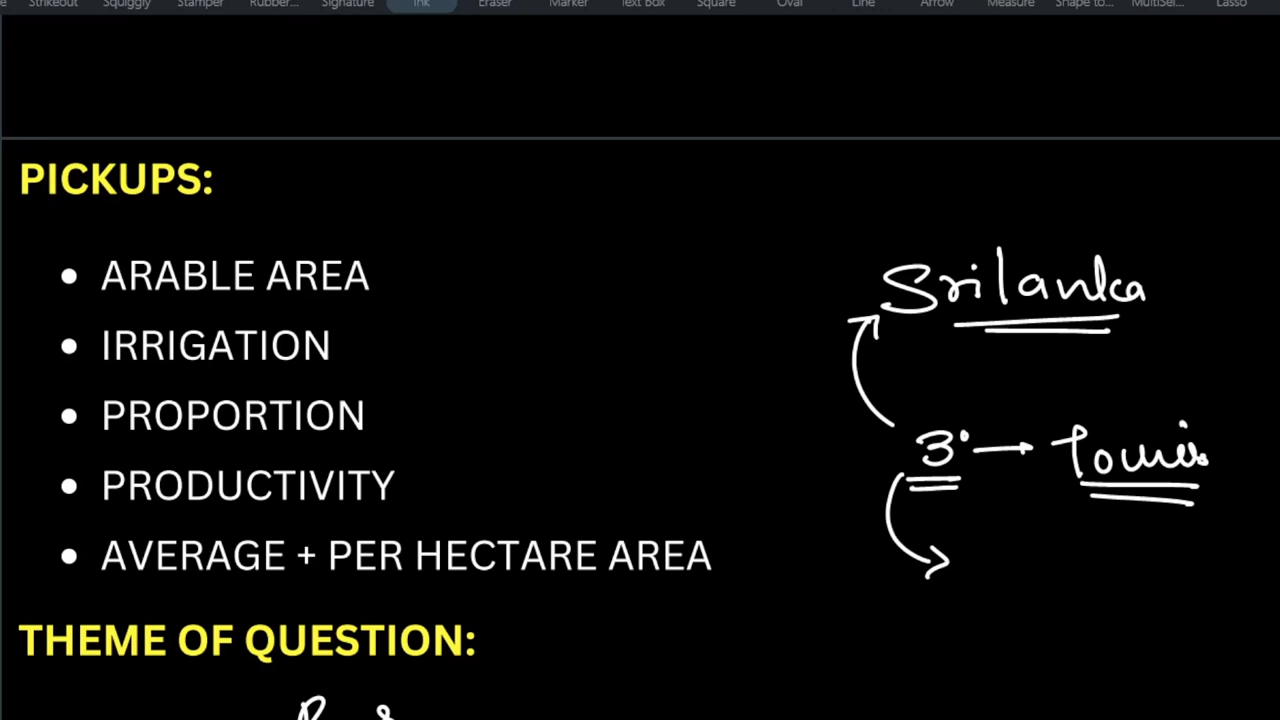 Strikeout Squiggly Stamper Rubber... Signature Ink Eraser Marker Text Box Square Oval Line Arrow Measure Shape to... MultiSel... Lasso
PICKUPS:
• ARABLE AREA
• IRRIGATION
• PROPORTION
• PRODUCTIVITY
• AVERAGE + PER HECTARE AREA
Srilanka
3° →
THEME OF QUESTION: